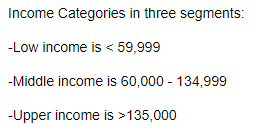 Income Categories in three segments:
-Low income is < 59,999
-Middle income is 60,000 - 134,999
-Upper income is >135,000